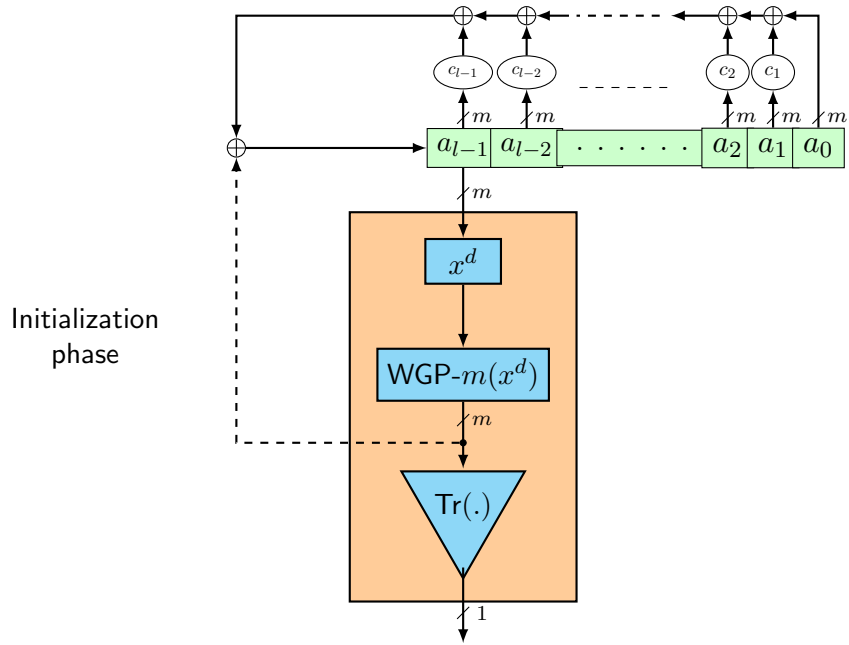 c_{l−1} c_{l−2} c_2 c_1
m m m m m
a_{l−1} a_{l−2} · · · · · · a_2 a_1 a_0
m
x^d
Initialization
phase
WGP-m(x^d)
m
Tr(.)
1